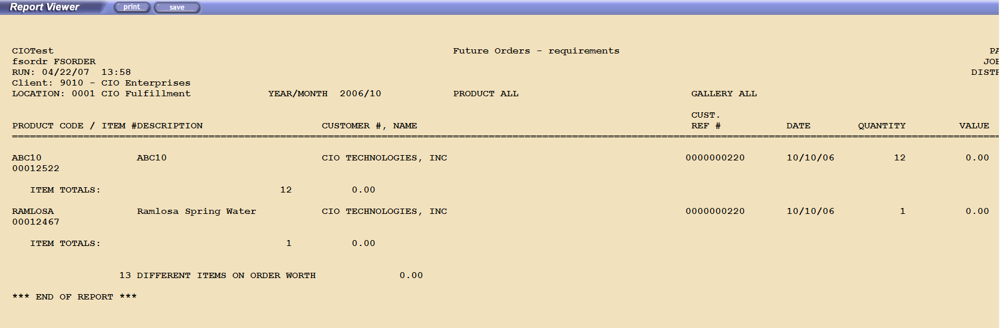 Report Viewer print save
CIOTest Future Orders - requirements PA
fsordr FSORDER JOE
RUN: 04/22/07 13:58 DISTR
Client: 9010 - CIO Enterprises
LOCATION: 0001 CIO Fulfillment YEAR/MONTH 2006/10 PRODUCT ALL GALLERY ALL
CUST.
PRODUCT CODE / ITEM #DESCRIPTION CUSTOMER #, NAME REF # DATE QUANTITY VALUE
ABC10 ABC10 CIO TECHNOLOGIES, INC 0000000220 10/10/06 12 0.00
00012522
ITEM TOTALS: 12 0.00
RAMLOSA Ramlosa Spring Water CIO TECHNOLOGIES, INC 0000000220 10/10/06 1 0.00
00012467
ITEM TOTALS: 1 0.00
13 DIFFERENT ITEMS ON ORDER WORTH 0.00
*** END OF REPORT ***